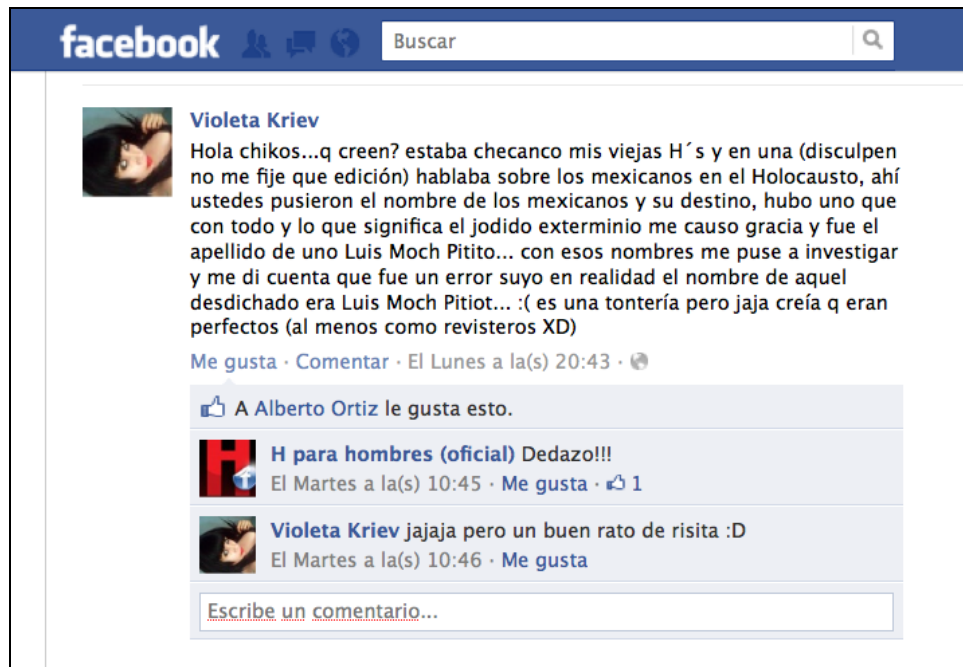 facebook
Buscar
Violeta Kriev
Hola chikos...q creen? estaba checanco mis viejas H´s y en una (disculpen
no me fije que edición) hablaba sobre los mexicanos en el Holocausto, ahí
ustedes pusieron el nombre de los mexicanos y su destino, hubo uno que
con todo y lo que significa el jodido exterminio me causo gracia y fue el
apellido de uno Luis Moch Pitito... con esos nombres me puse a investigar
y me di cuenta que fue un error suyo en realidad el nombre de aquel
desdichado era Luis Moch Pitiot... :( es una tontería pero jaja creía q eran
perfectos (al menos como revisteros XD)
Me gusta · Comentar · El Lunes a la(s) 20:43 ·
A Alberto Ortiz le gusta esto.
H
H para hombres (oficial) Dedazo!!!
El Martes a la(s) 10:45 · Me gusta · 1
Violeta Kriev jajaja pero un buen rato de risita :D
El Martes a la(s) 10:46 · Me gusta
Escribe un comentario...